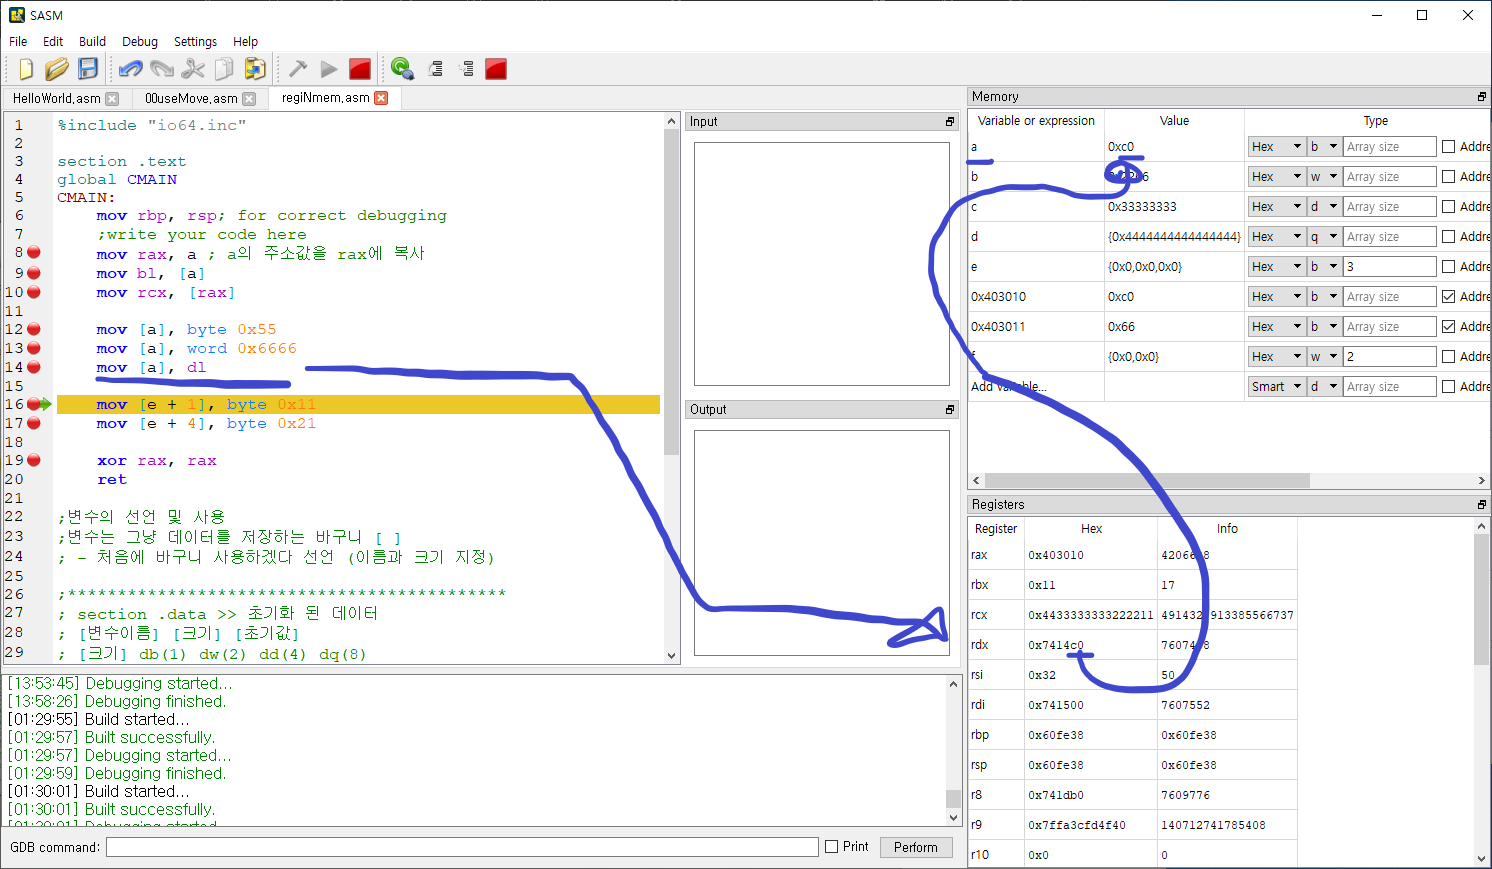 SASM
File Edit Build Debug Settings Help
HelloWorld.asm 00useMove.asm regiNmem.asm
1 %include "io64.inc"
2
3 section .text
4 global CMAIN
5 CMAIN:
6 mov rbp, rsp; for correct debugging
7 ;write your code here
8 mov rax, a ; a의 주소값을 rax에 복사
9 mov bl, [a]
10 mov rcx, [rax]
11
12 mov [a], byte 0x55
13 mov [a], word 0x6666
14 mov [a], dl
15
16 mov [e + 1], byte 0x11
17 mov [e + 4], byte 0x21
18
19 xor rax, rax
20 ret
21
22 ;변수의 선언 및 사용
23 ;변수는 그냥 데이터를 저장하는 바구니 [ ]
24 ; - 처음에 바구니 사용하겠다 선언 (이름과 크기 지정)
25
26 ;********************************************
27 ; section .data >> 초기화 된 데이터
28 ; [변수이름] [크기] [초기값]
29 ; [크기] db(1) dw(2) dd(4) dq(8)
Input
Output
Memory
Variable or expression Value Type
a 0xc0 Hex b Array size Addre
b Hex w Array size Addre
c 0x33333333 Hex d Array size Addre
d {0x4444444444444444} Hex q Array size Addre
e {0x0,0x0,0x0} Hex b 3 Addre
0x403010 0xc0 Hex b Array size Addre
0x403011 0x66 Hex b Array size Addre
f {0x0,0x0} Hex w 2 Addre
Add variable... Smart d Array size Addre
Registers
Register Hex Info
rax 0x403010
rbx 0x11 17
rcx 0x4433333333222211
rdx 0x7414c0
rsi 0x32 50
rdi 0x741500 7607552
rbp 0x60fe38 0x60fe38
rsp 0x60fe38 0x60fe38
r8 0x741db0 7609776
r9 0x7ffa3cfd4f40 140712741785408
r10 0x0 0
[13:53:45] Debugging started...
[13:58:26] Debugging finished.
[01:29:55] Build started...
[01:29:57] Built successfully.
[01:29:57] Debugging started...
[01:29:59] Debugging finished.
[01:30:01] Build started...
[01:30:01] Built successfully.
GDB command: Print Perform